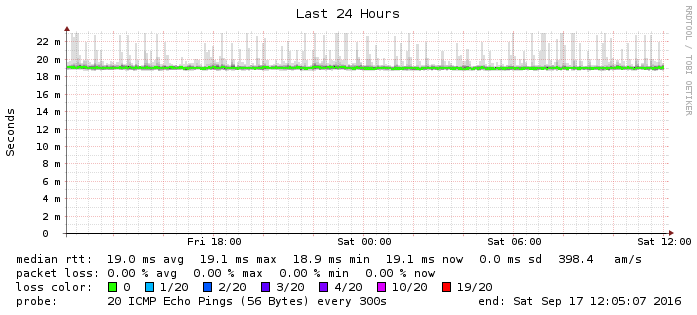 Last 24 Hours
RRDTOOL / TOBI OETIKER
Seconds
22 m
20 m
18 m
16 m
14 m
12 m
10 m
8 m
6 m
4 m
2 m
0
Fri 18:00 Sat 00:00 Sat 06:00 Sat 12:00
median rtt: 19.0 ms avg 19.1 ms max 18.9 ms min 19.1 ms now 0.0 ms sd 398.4 am/s
packet loss: 0.00 % avg 0.00 % max 0.00 % min 0.00 % now
loss color: 0 1/20 2/20 3/20 4/20 10/20 19/20
probe: 20 ICMP Echo Pings (56 Bytes) every 300s end: Sat Sep 17 12:05:07 2016